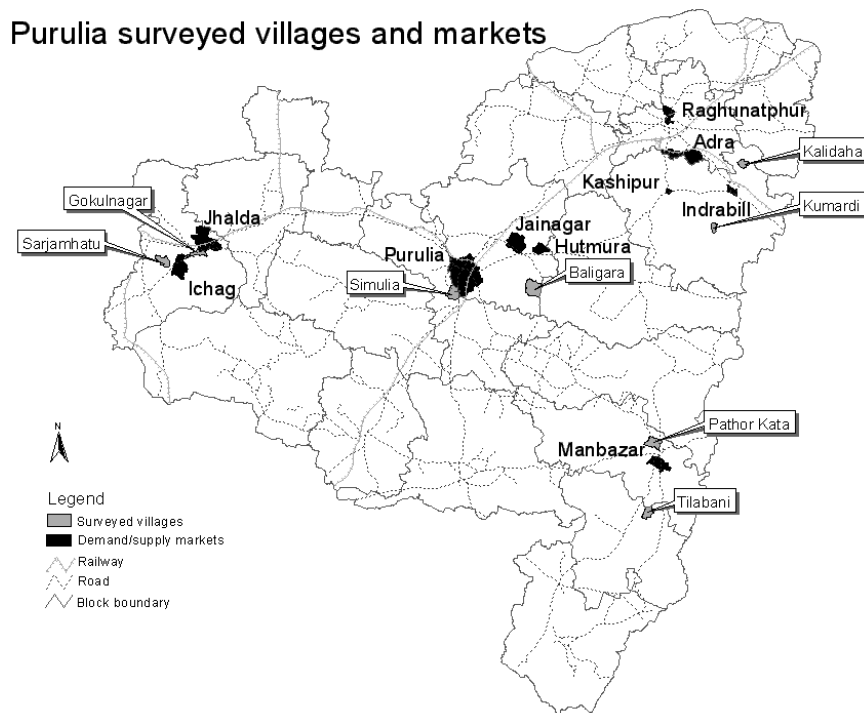 Purulia surveyed villages and markets
Raghunatphur
Adra
Kalidaha
Kashipur
Gokulnagar
Indrabill
Kumardi
Jhalda
Jainagar
Sarjamhatu
Purulia
Hutmura
Baligara
Simulia
Ichag
Pathor Kata
Manbazar
N
Tilabani
Legend
Surveyed villages
Demand/supply markets
Railway
Road
Block boundary